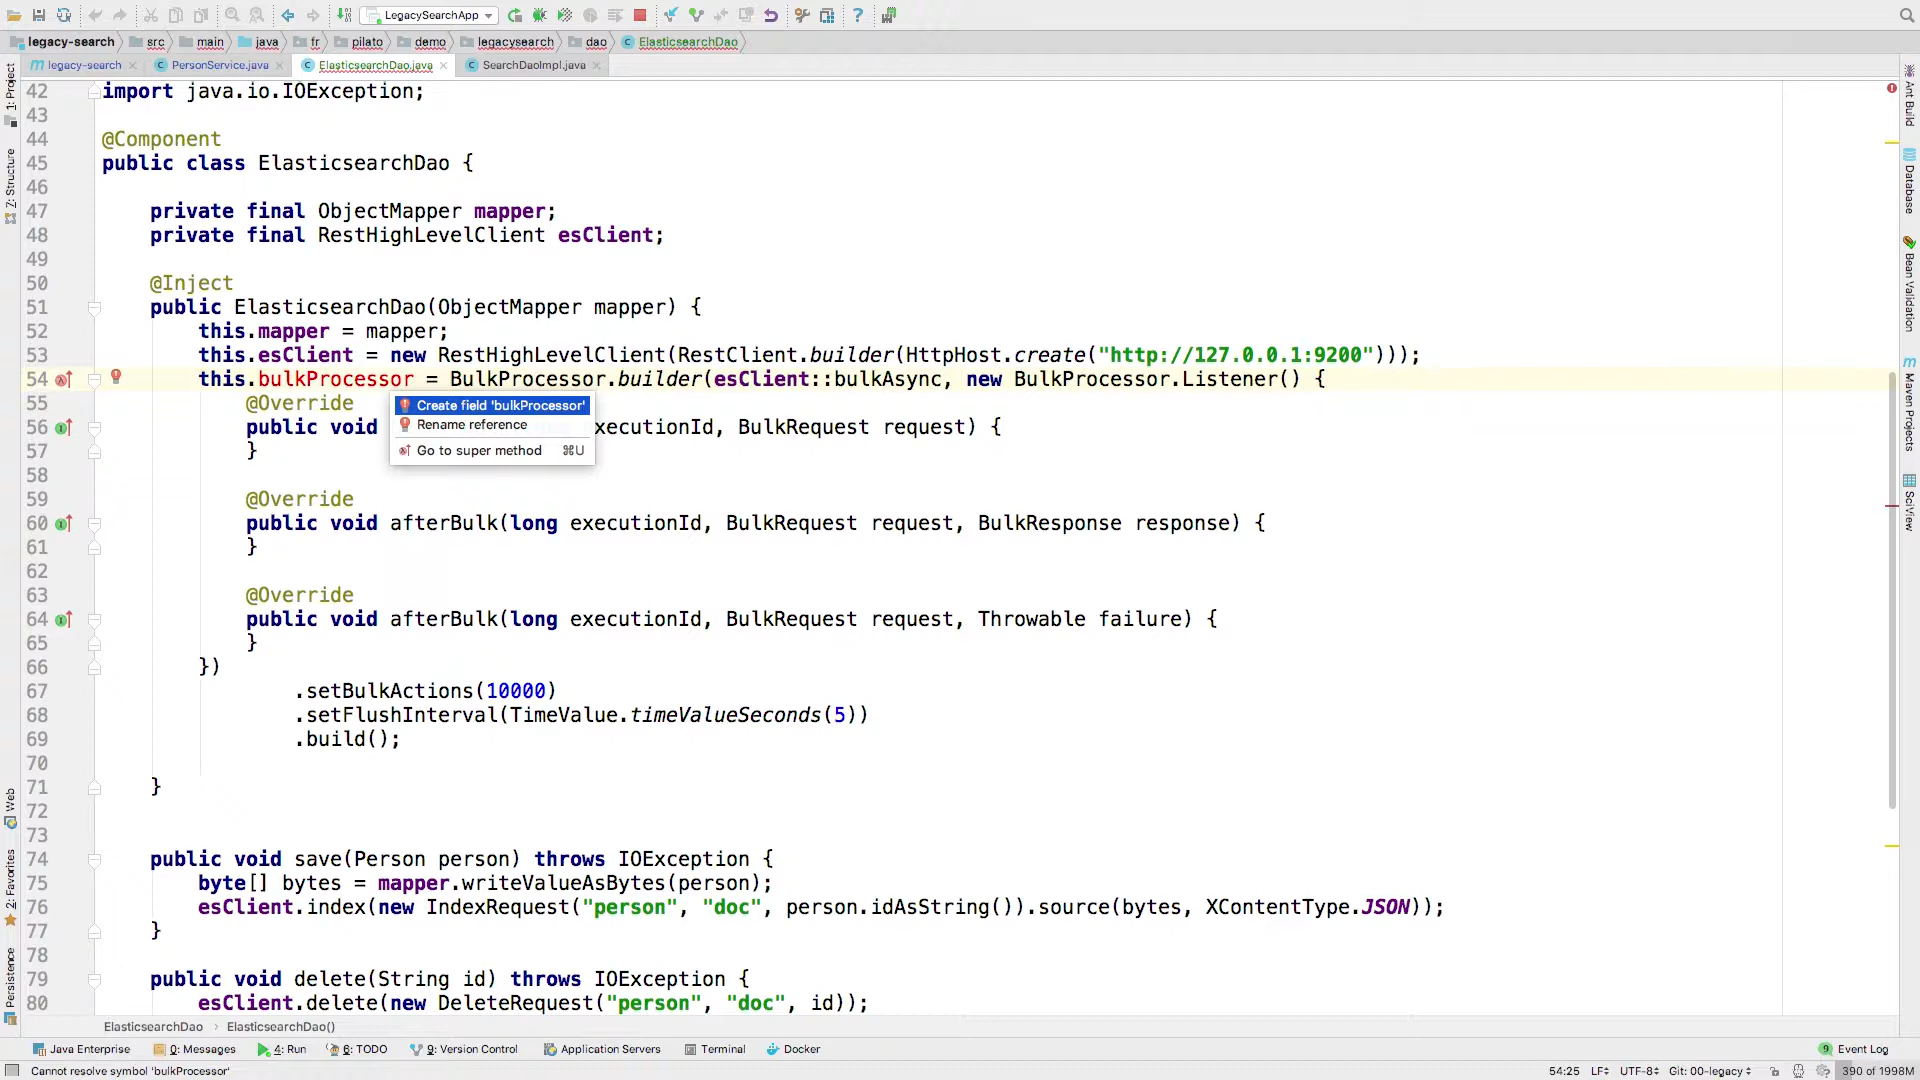 LegacySearchApp
legacy-search src main java fr pilato demo legacysearch dao ElasticsearchDao
legacy-search PersonService.java ElasticsearchDao.java SearchDaoImpl.java
1: Project
Z: Structure
Web
2: Favorites
Persistence
42 import java.io.IOException;
43
44 @Component
45 public class ElasticsearchDao {
46
47 private final ObjectMapper mapper;
48 private final RestHighLevelClient esClient;
49
50 @Inject
51 public ElasticsearchDao(ObjectMapper mapper) {
52 this.mapper = mapper;
53 this.esClient = new RestHighLevelClient(RestClient.builder(HttpHost.create("http://127.0.0.1:9200")));
54 this.bulkProcessor = BulkProcessor.builder(esClient::bulkAsync, new BulkProcessor.Listener() {
55 @Override
56 public void executionId, BulkRequest request) {
57 }
58
59 @Override
60 public void afterBulk(long executionId, BulkRequest request, BulkResponse response) {
61 }
62
63 @Override
64 public void afterBulk(long executionId, BulkRequest request, Throwable failure) {
65 }
66 })
67 .setBulkActions(10000)
68 .setFlushInterval(TimeValue.timeValueSeconds(5))
69 .build();
70
71 }
72
73
74 public void save(Person person) throws IOException {
75 byte[] bytes = mapper.writeValueAsBytes(person);
76 esClient.index(new IndexRequest("person", "doc", person.idAsString()).source(bytes, XContentType.JSON));
77 }
78
79 public void delete(String id) throws IOException {
80 esClient.delete(new DeleteRequest("person", "doc", id));
Create field 'bulkProcessor'
Rename reference
Go to super method ⌘U
Ant Build
Database
Bean Validation
Maven Projects
SciView
ElasticsearchDao › ElasticsearchDao()
Java Enterprise 0: Messages 4: Run 6: TODO 9: Version Control Application Servers Terminal Docker 9 Event Log
Cannot resolve symbol 'bulkProcessor' 54:25 LF UTF-8 Git: 00-legacy 390 of 1998M